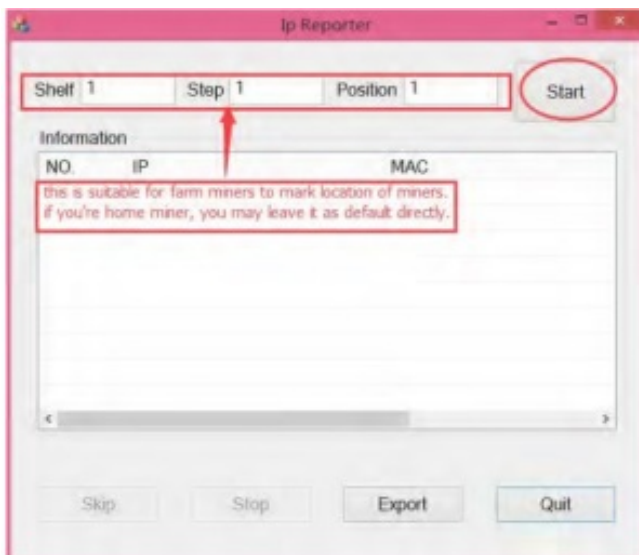 Ip Reporter
Shelf 1 Step 1 Position 1 Start
Information
NO. IP MAC
this is suitable for farm miners to mark location of miners.
if you're home miner, you may leave it as default directly.
Skip Stop Export Quit